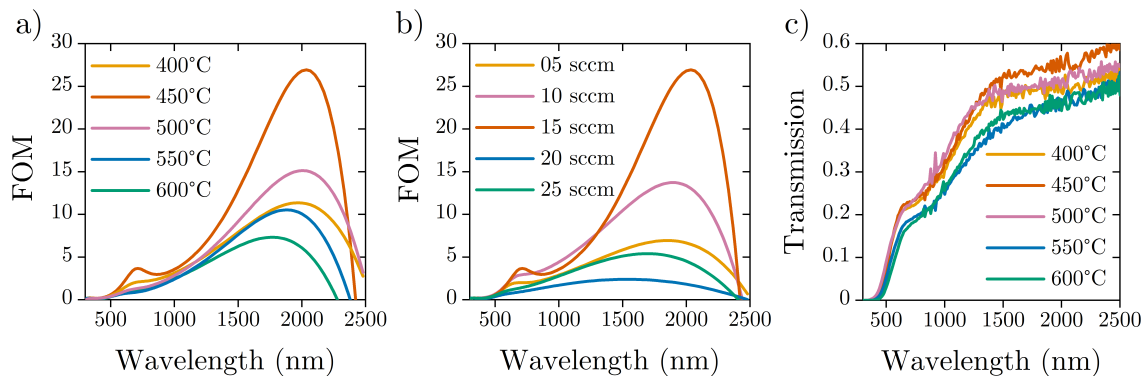 a)
FOM
30
25
20
15
10
5
0
400°C
450°C
500°C
550°C
600°C
500
1000
1500
2000
2500
Wavelength (nm)
b)
FOM
30
25
20
15
10
5
0
05 sccm
10 sccm
15 sccm
20 sccm
25 sccm
500
1000
1500
2000
2500
Wavelength (nm)
c)
Transmission
0.6
0.5
0.4
0.3
0.2
0.1
0
400°C
450°C
500°C
550°C
600°C
500
1000
1500
2000
2500
Wavelength (nm)